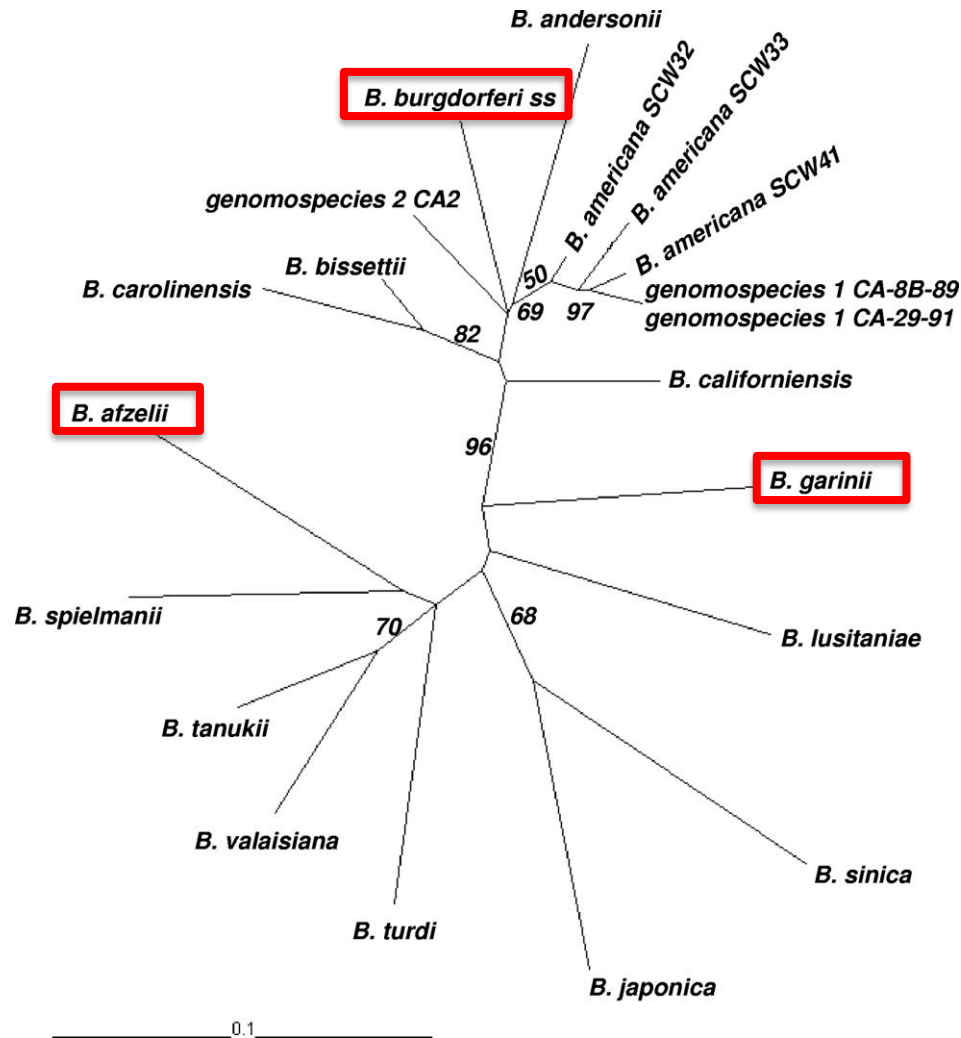 B. andersonii
B. burgdorferi ss
B. americana SCW32
B. americana SCW33
B. americana SCW41
genomospecies 2 CA2
B. bissettii
B. carolinensis
50
69
97
genomospecies 1 CA-8B-89
genomospecies 1 CA-29-91
82
B. californiensis
B. afzelii
96
B. garinii
B. spielmanii
70
68
B. lusitaniae
B. tanukii
B. valaisiana
B. sinica
B. turdi
B. japonica
0.1